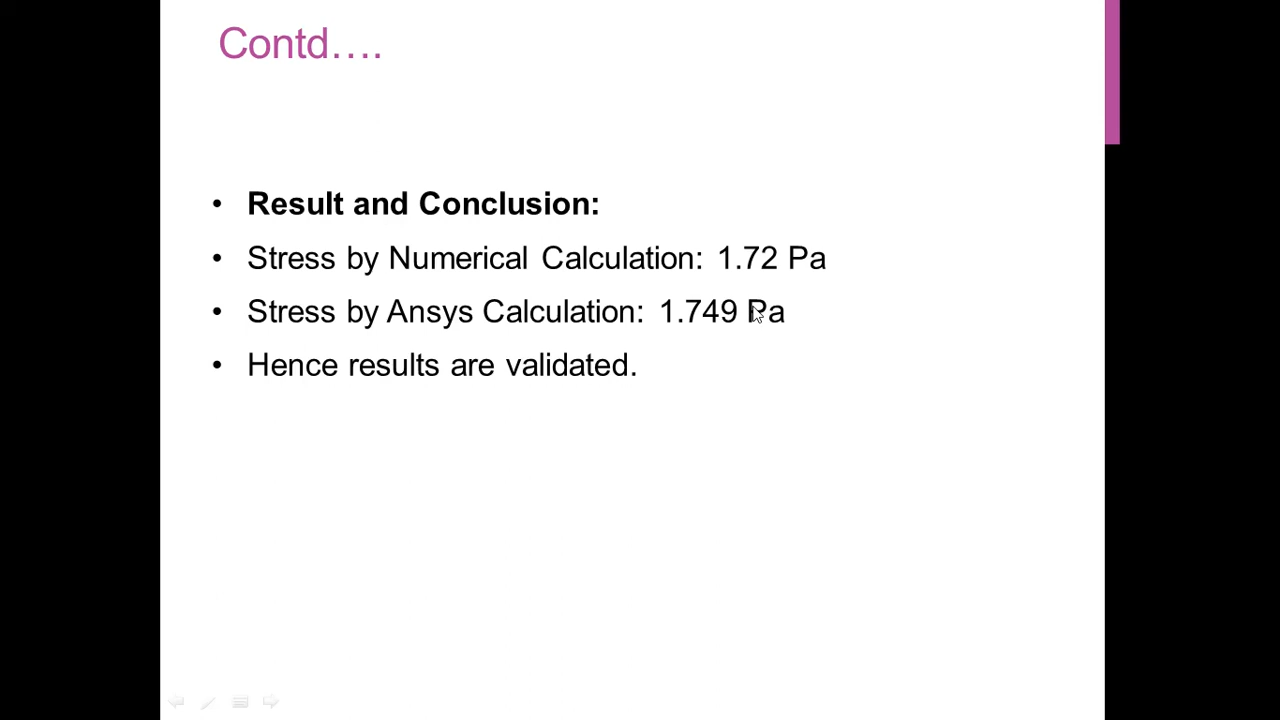 Contd….
• Result and Conclusion:
• Stress by Numerical Calculation: 1.72 Pa
• Stress by Ansys Calculation: 1.749 Pa
• Hence results are validated.